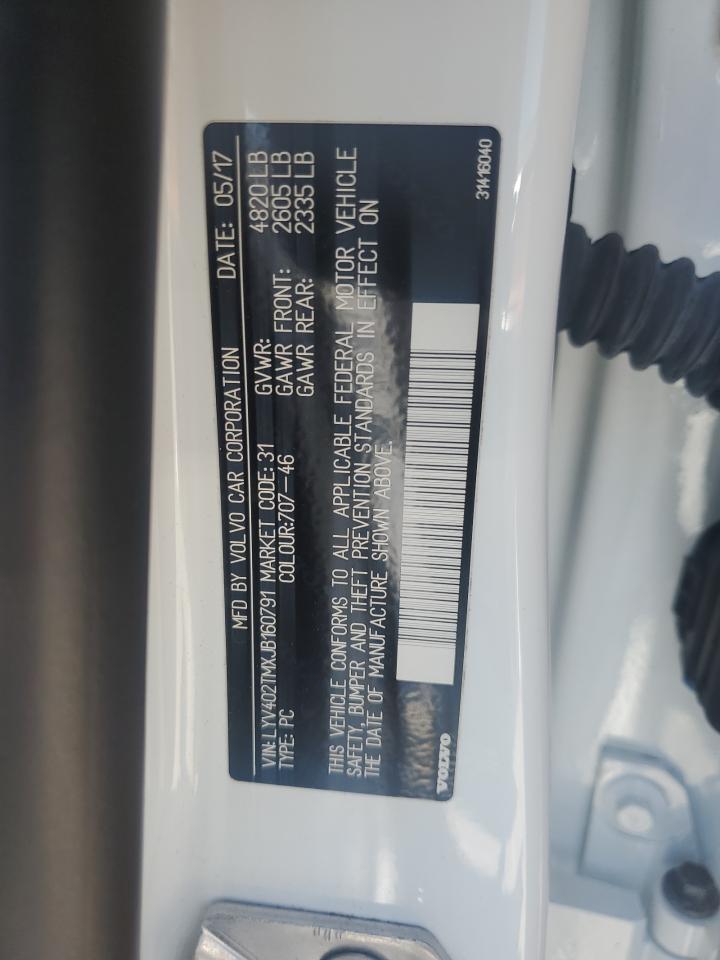 MFD BY VOLVO CAR CORPORATION DATE: 05/17
VIN:LYV402TMXJB160791 MARKET CODE:31 GVWR: 4820 LB
TYPE: PC COLOUR:707-46 GAWR FRONT: 2605 LB
GAWR REAR: 2335 LB
THIS VEHICLE CONFORMS TO ALL APPLICABLE FEDERAL MOTOR VEHICLE
SAFETY, BUMPER AND THEFT PREVENTION STANDARDS IN EFFECT ON
THE DATE OF MANUFACTURE SHOWN ABOVE.
VOLVO 31416040